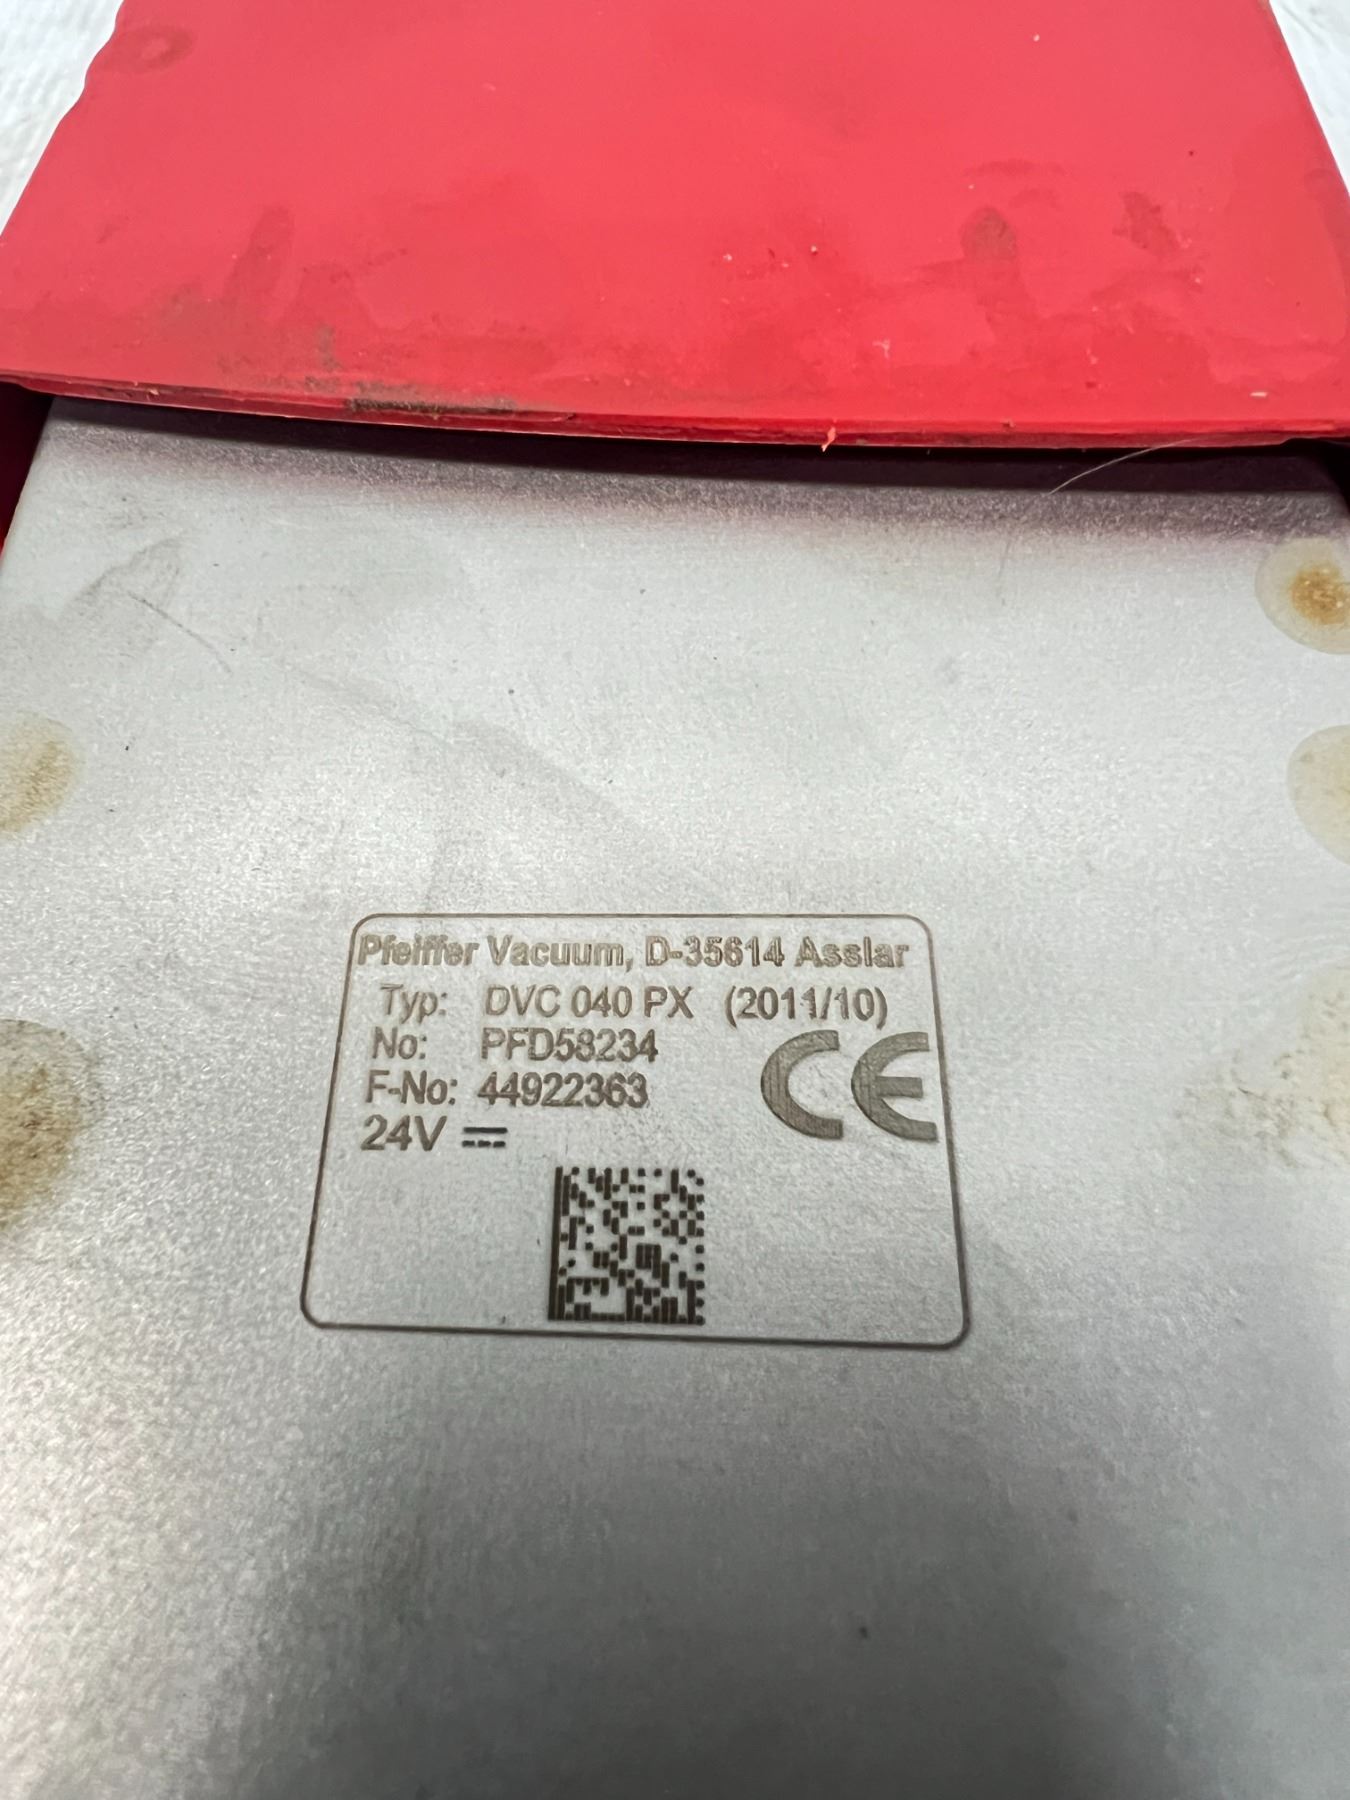 Pfeiffer Vacuum, D-35614 Asslar
Typ: DVC 040 PX (2011/10)
No: PFD58234
F-No: 44922363
24V
CE